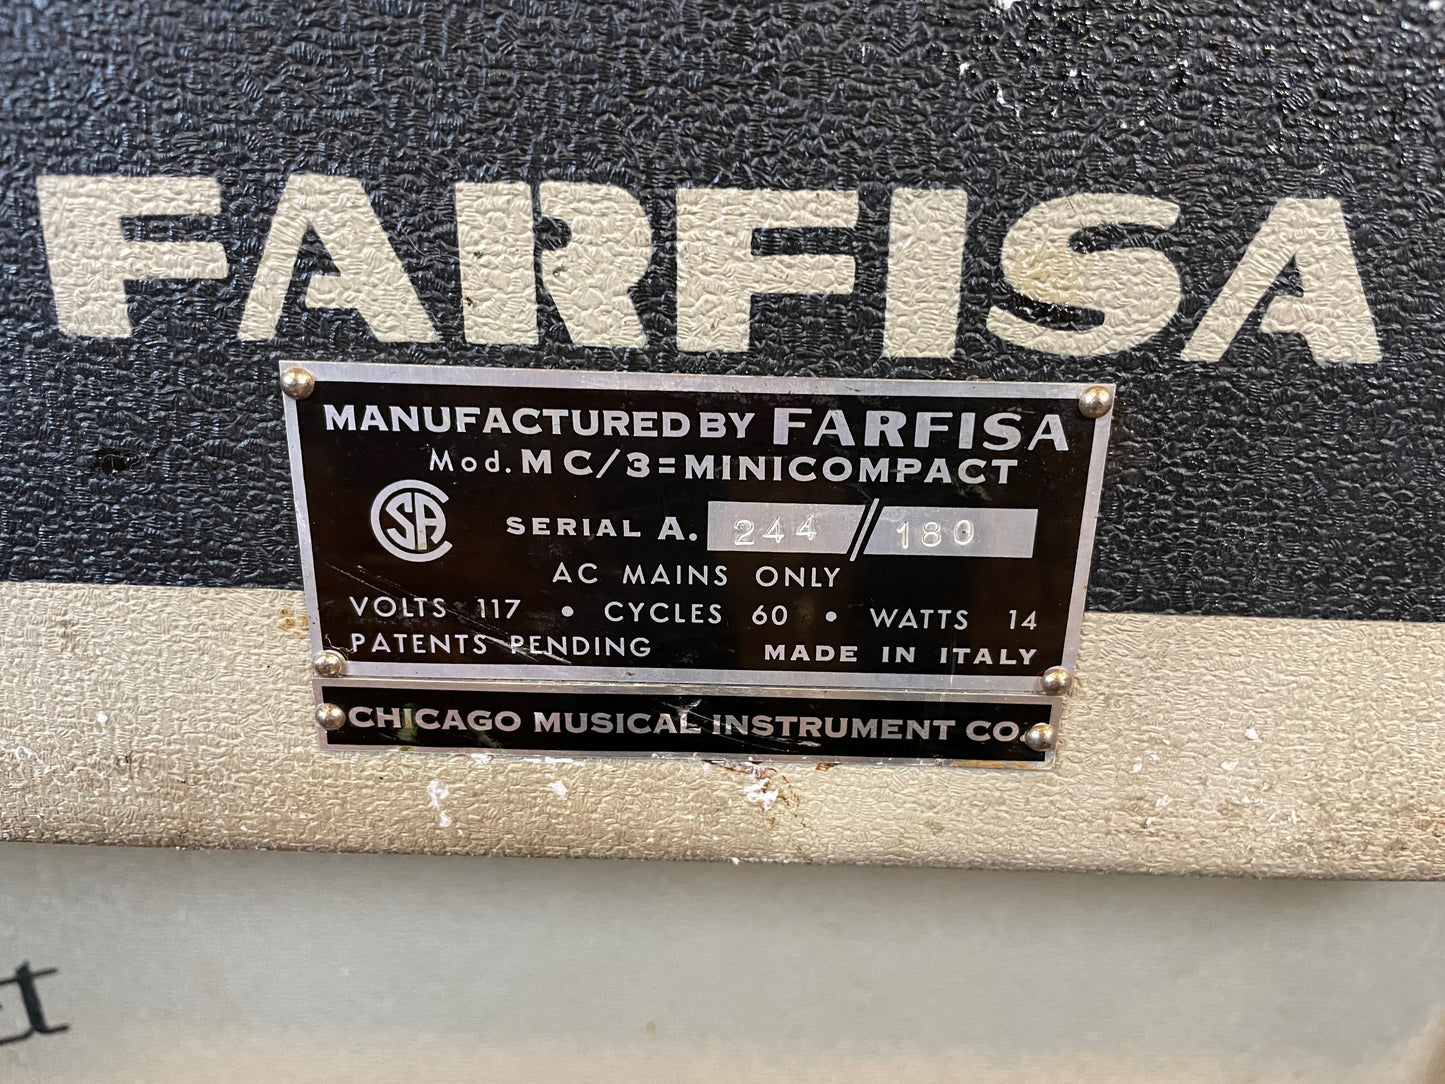 FARFISA
MANUFACTURED BY FARFISA
Mod. MC/3=MINICOMPACT
CSA
SERIAL A. 244 / 180
AC MAINS ONLY
VOLTS 117 • CYCLES 60 • WATTS 14
PATENTS PENDING MADE IN ITALY
CHICAGO MUSICAL INSTRUMENT CO.